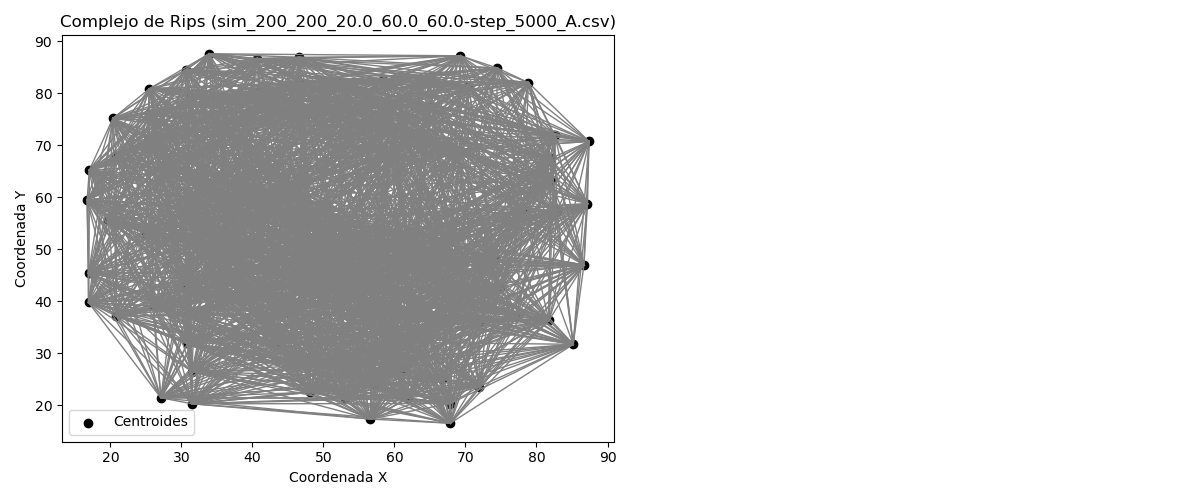 Complejo de Rips (sim_200_200_20.0_60.0_60.0-step_5000_A.csv)
90
80
70
60
50
40
30
20
Coordenada Y
Centroides
20 30 40 50 60 70 80 90
Coordenada X